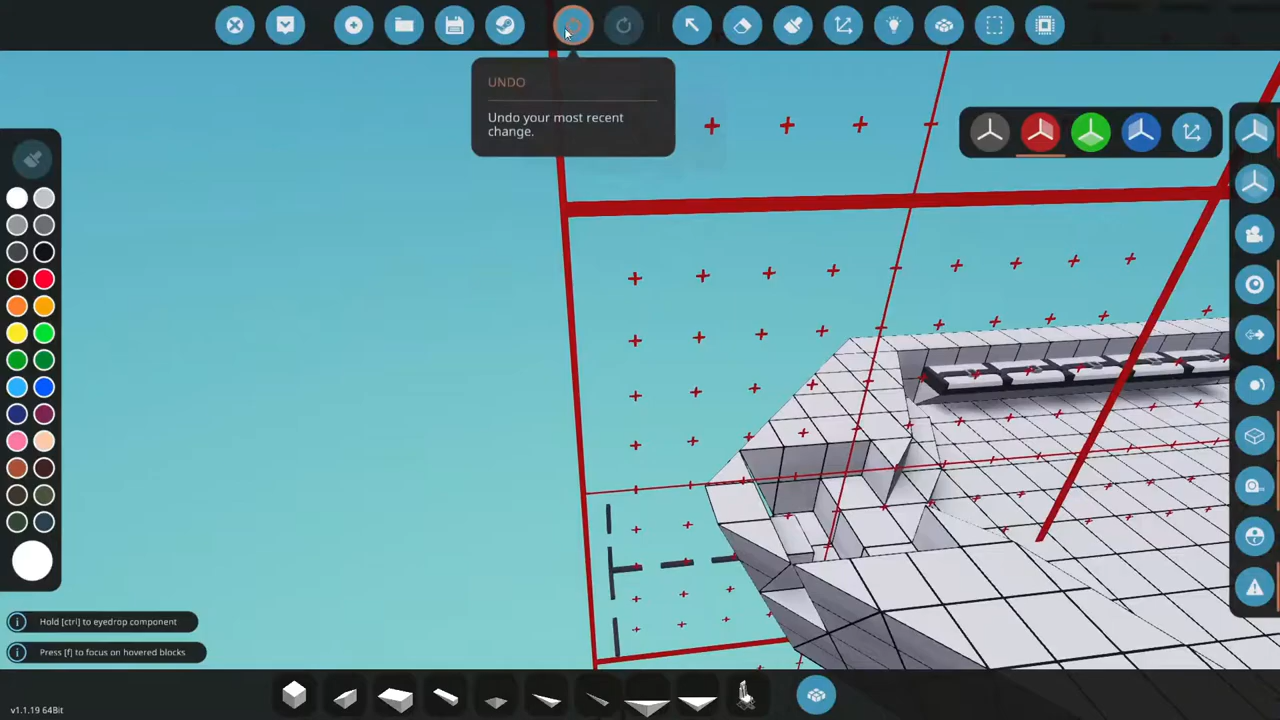 UNDO
Undo your most recent
change.
Hold [ctrl] to eyedrop component
Press [f] to focus on hovered blocks
v1.1.19 64Bit